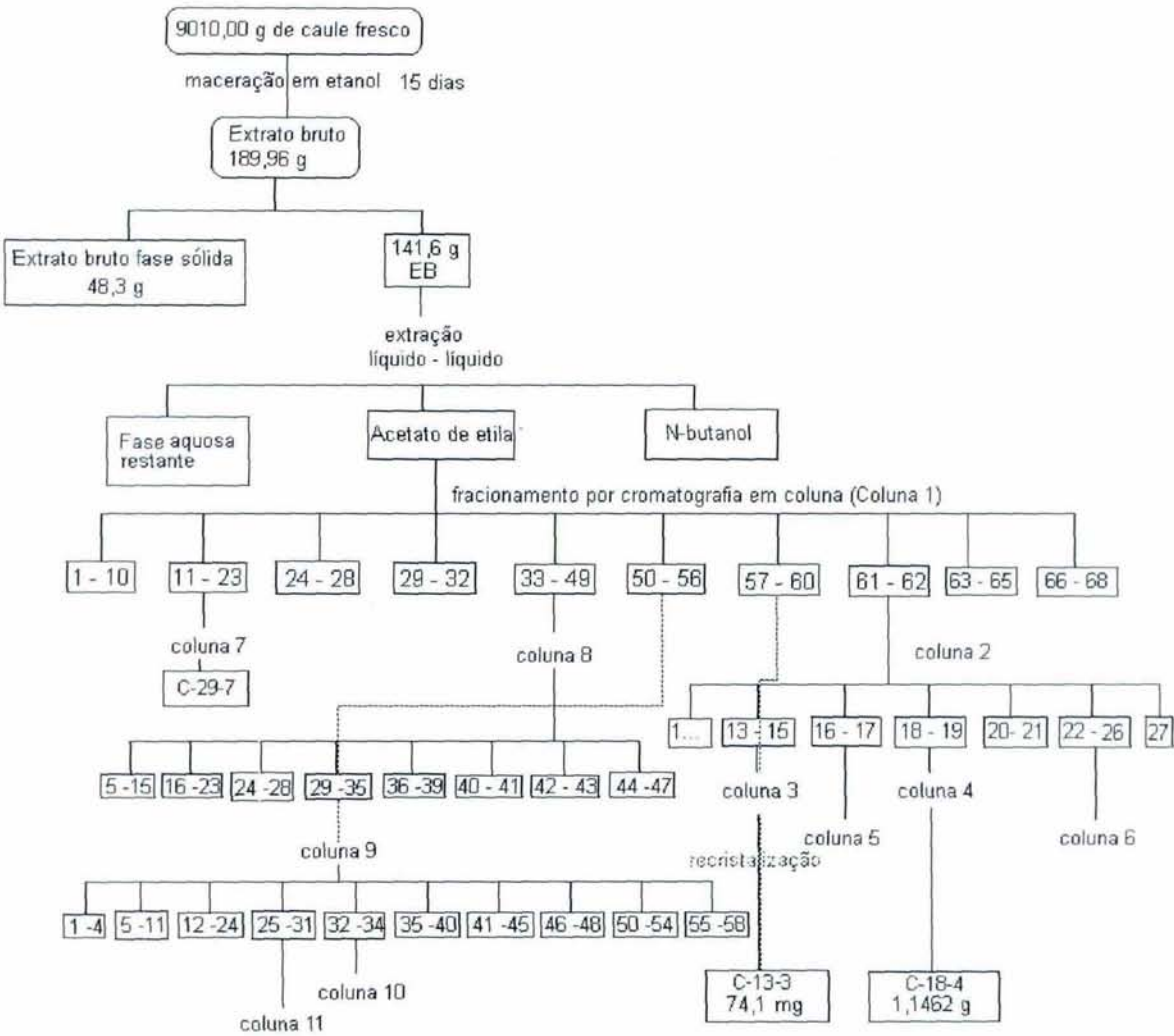 9010,00 g de caule fresco
maceração em etanol 15 dias
Extrato bruto
189,96 g
Extrato bruto fase sólida
48,3 g
141,6 g
EB
extração
líquido - líquido
Fase aquosa
restante
Acetato de etila
N-butanol
fracionamento por cromatografia em coluna (Coluna 1)
1 - 10
11 - 23
24 - 28
29 - 32
33 - 49
50 - 56
57 - 60
61 - 62
63 - 65
66 - 68
coluna 7
C-29-7
coluna 8
coluna 2
1...
13 - 15
16 - 17
18 - 19
20- 21
22 - 26
27
5 -15
16 -23
24 -28
29 -35
36 -39
40 - 41
42 - 43
44 -47
coluna 3
coluna 4
coluna 5
coluna 6
coluna 9
recristalização
1 -4
5 -11
12 -24
25 -31
32 -34
35 -40
41 -45
46 -48
50 -54
55 -58
coluna 10
coluna 11
C-13-3
74,1 mg
C-18-4
1,1462 g